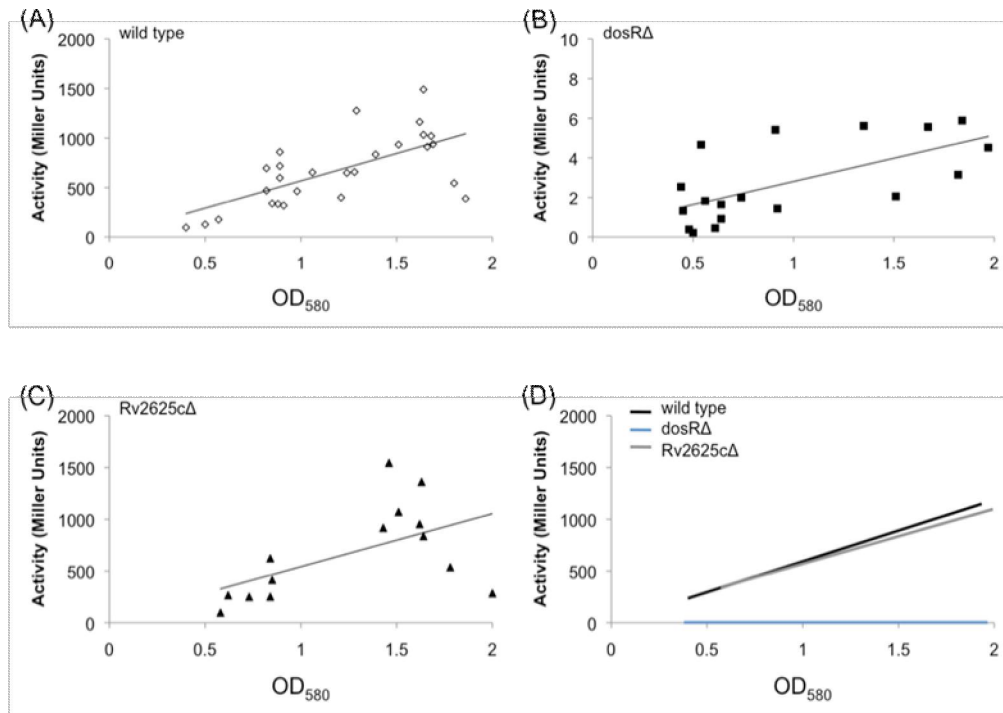 (A)
wild type
Activity (Miller Units)
2000
1500
1000
500
0
0 0.5 1 1.5 2
OD580
(B)
dosRΔ
Activity (Miller Units)
10
8
6
4
2
0
0 0.5 1 1.5 2
OD580
(C)
Rv2625cΔ
Activity (Miller Units)
2000
1500
1000
500
0
0 0.5 1 1.5 2
OD580
(D)
wild type
dosRΔ
Rv2625cΔ
Activity (Miller Units)
2000
1500
1000
500
0
0 0.5 1 1.5 2
OD580